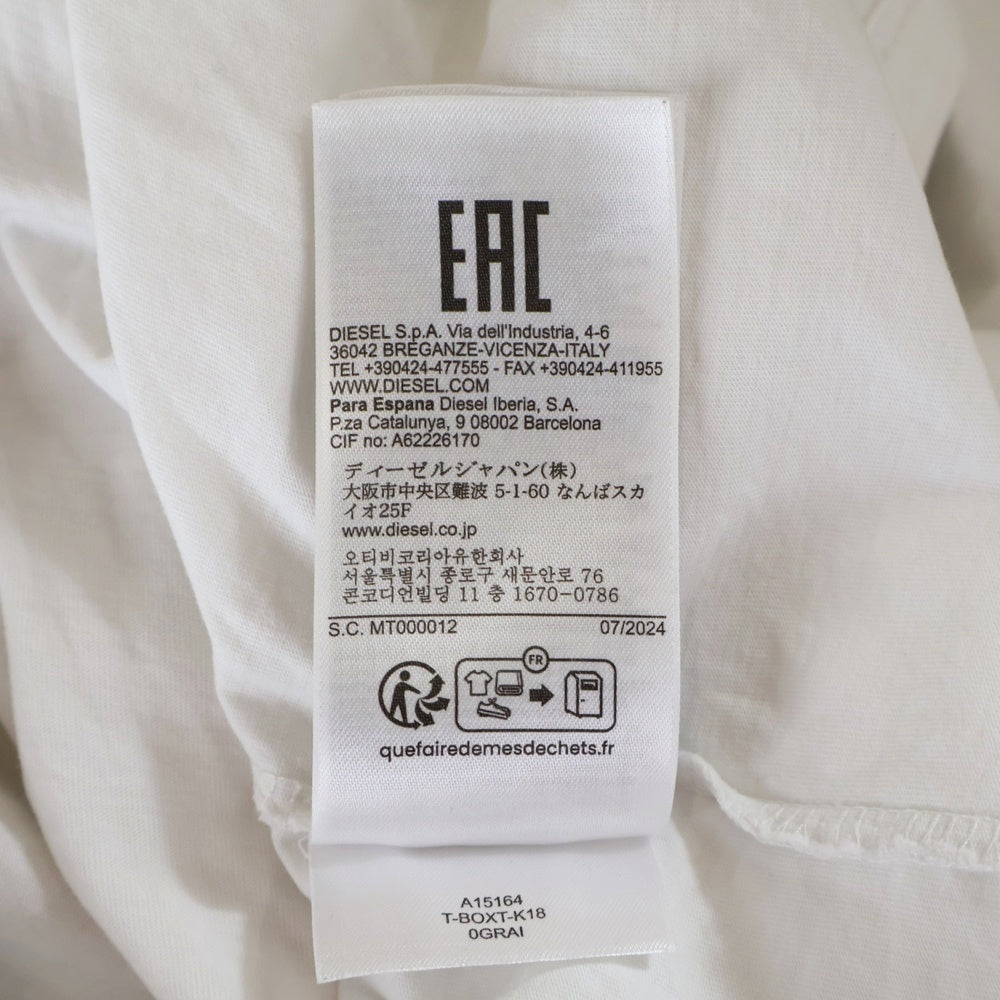 EAC
DIESEL S.p.A. Via dell'Industria, 4-6
36042 BREGANZE-VICENZA-ITALY
TEL +390424-477555 - FAX +390424-411955
WWW.DIESEL.COM
Para Espana Diesel Iberia, S.A.
P.za Catalunya, 9 08002 Barcelona
CIF no: A62226170
ディーゼルジャパン(株)
大阪市中央区難波 5-1-60 なんばスカ
イオ25F
www.diesel.co.jp
오티비코리아유한회사
서울특별시 종로구 새문안로 76
콘코디언빌딩 11 층 1670-0786
S.C. MT000012 07/2024
FR
quefairedemesdechets.fr
A15164
T-BOXT-K18
0GRAI